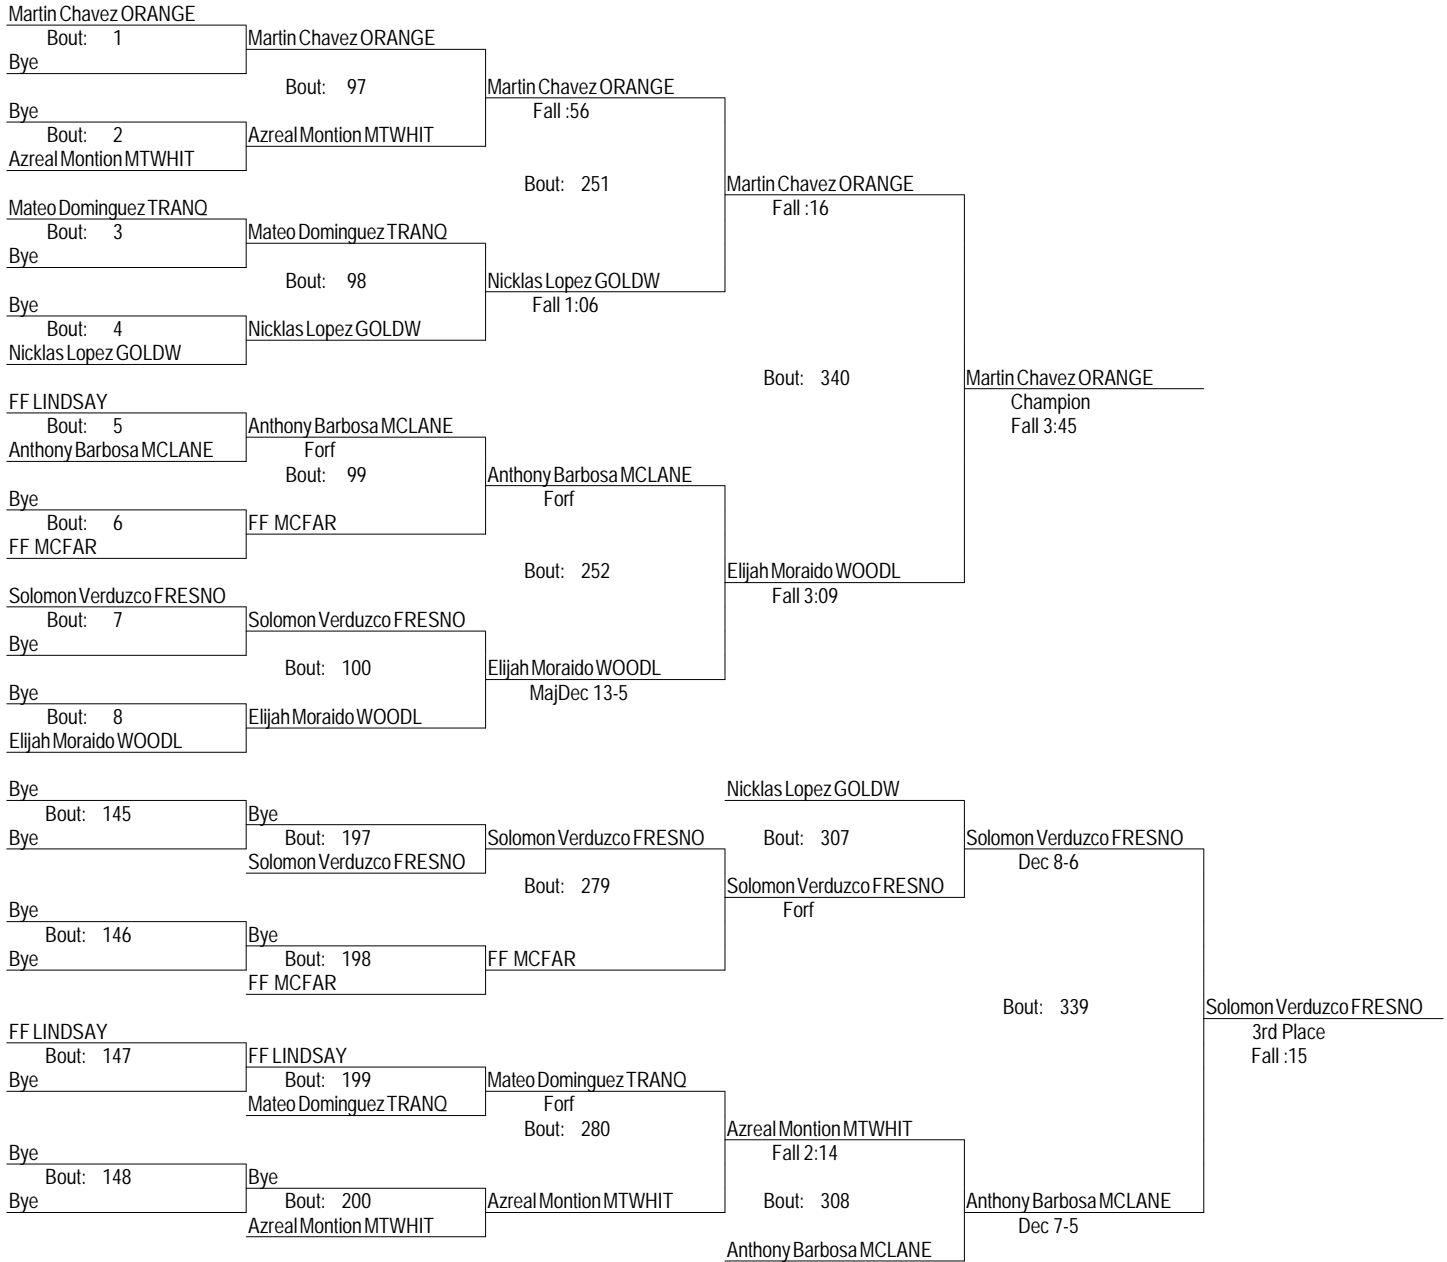 Martin Chavez ORANGE
Bout: 1
Martin Chavez ORANGE
Bye
Bout: 97
Martin Chavez ORANGE
Bye
Fall :56
Bout: 2
Azreal Montion MTWHIT
Azreal Montion MTWHIT
Bout: 251
Martin Chavez ORANGE
Mateo Dominguez TRANQ
Fall :16
Bout: 3
Mateo Dominguez TRANQ
Bye
Bout: 98
Nicklas Lopez GOLDW
Bye
Fall 1:06
Bout: 4
Nicklas Lopez GOLDW
Nicklas Lopez GOLDW
Bout: 340
Martin Chavez ORANGE
FF LINDSAY
Champion
Bout: 5
Anthony Barbosa MCLANE
Fall 3:45
Anthony Barbosa MCLANE
Forf
Bout: 99
Anthony Barbosa MCLANE
Bye
Forf
Bout: 6
FF MCFAR
FF MCFAR
Bout: 252
Elijah Moraido WOODL
Solomon Verduzco FRESNO
Fall 3:09
Bout: 7
Solomon Verduzco FRESNO
Bye
Bout: 100
Elijah Moraido WOODL
Bye
MajDec 13-5
Bout: 8
Elijah Moraido WOODL
Elijah Moraido WOODL
Bye
Nicklas Lopez GOLDW
Bout: 145
Bye
Bye
Bout: 197
Solomon Verduzco FRESNO
Bout: 307
Solomon Verduzco FRESNO
Solomon Verduzco FRESNO
Dec 8-6
Bout: 279
Solomon Verduzco FRESNO
Bye
Forf
Bout: 146
Bye
Bye
Bout: 198
FF MCFAR
FF MCFAR
Bout: 339
Solomon Verduzco FRESNO
FF LINDSAY
3rd Place
Bout: 147
FF LINDSAY
Fall :15
Bye
Bout: 199
Mateo Dominguez TRANQ
Mateo Dominguez TRANQ
Forf
Bout: 280
Azreal Montion MTWHIT
Bye
Fall 2:14
Bout: 148
Bye
Bye
Bout: 200
Azreal Montion MTWHIT
Bout: 308
Anthony Barbosa MCLANE
Azreal Montion MTWHIT
Dec 7-5
Anthony Barbosa MCLANE